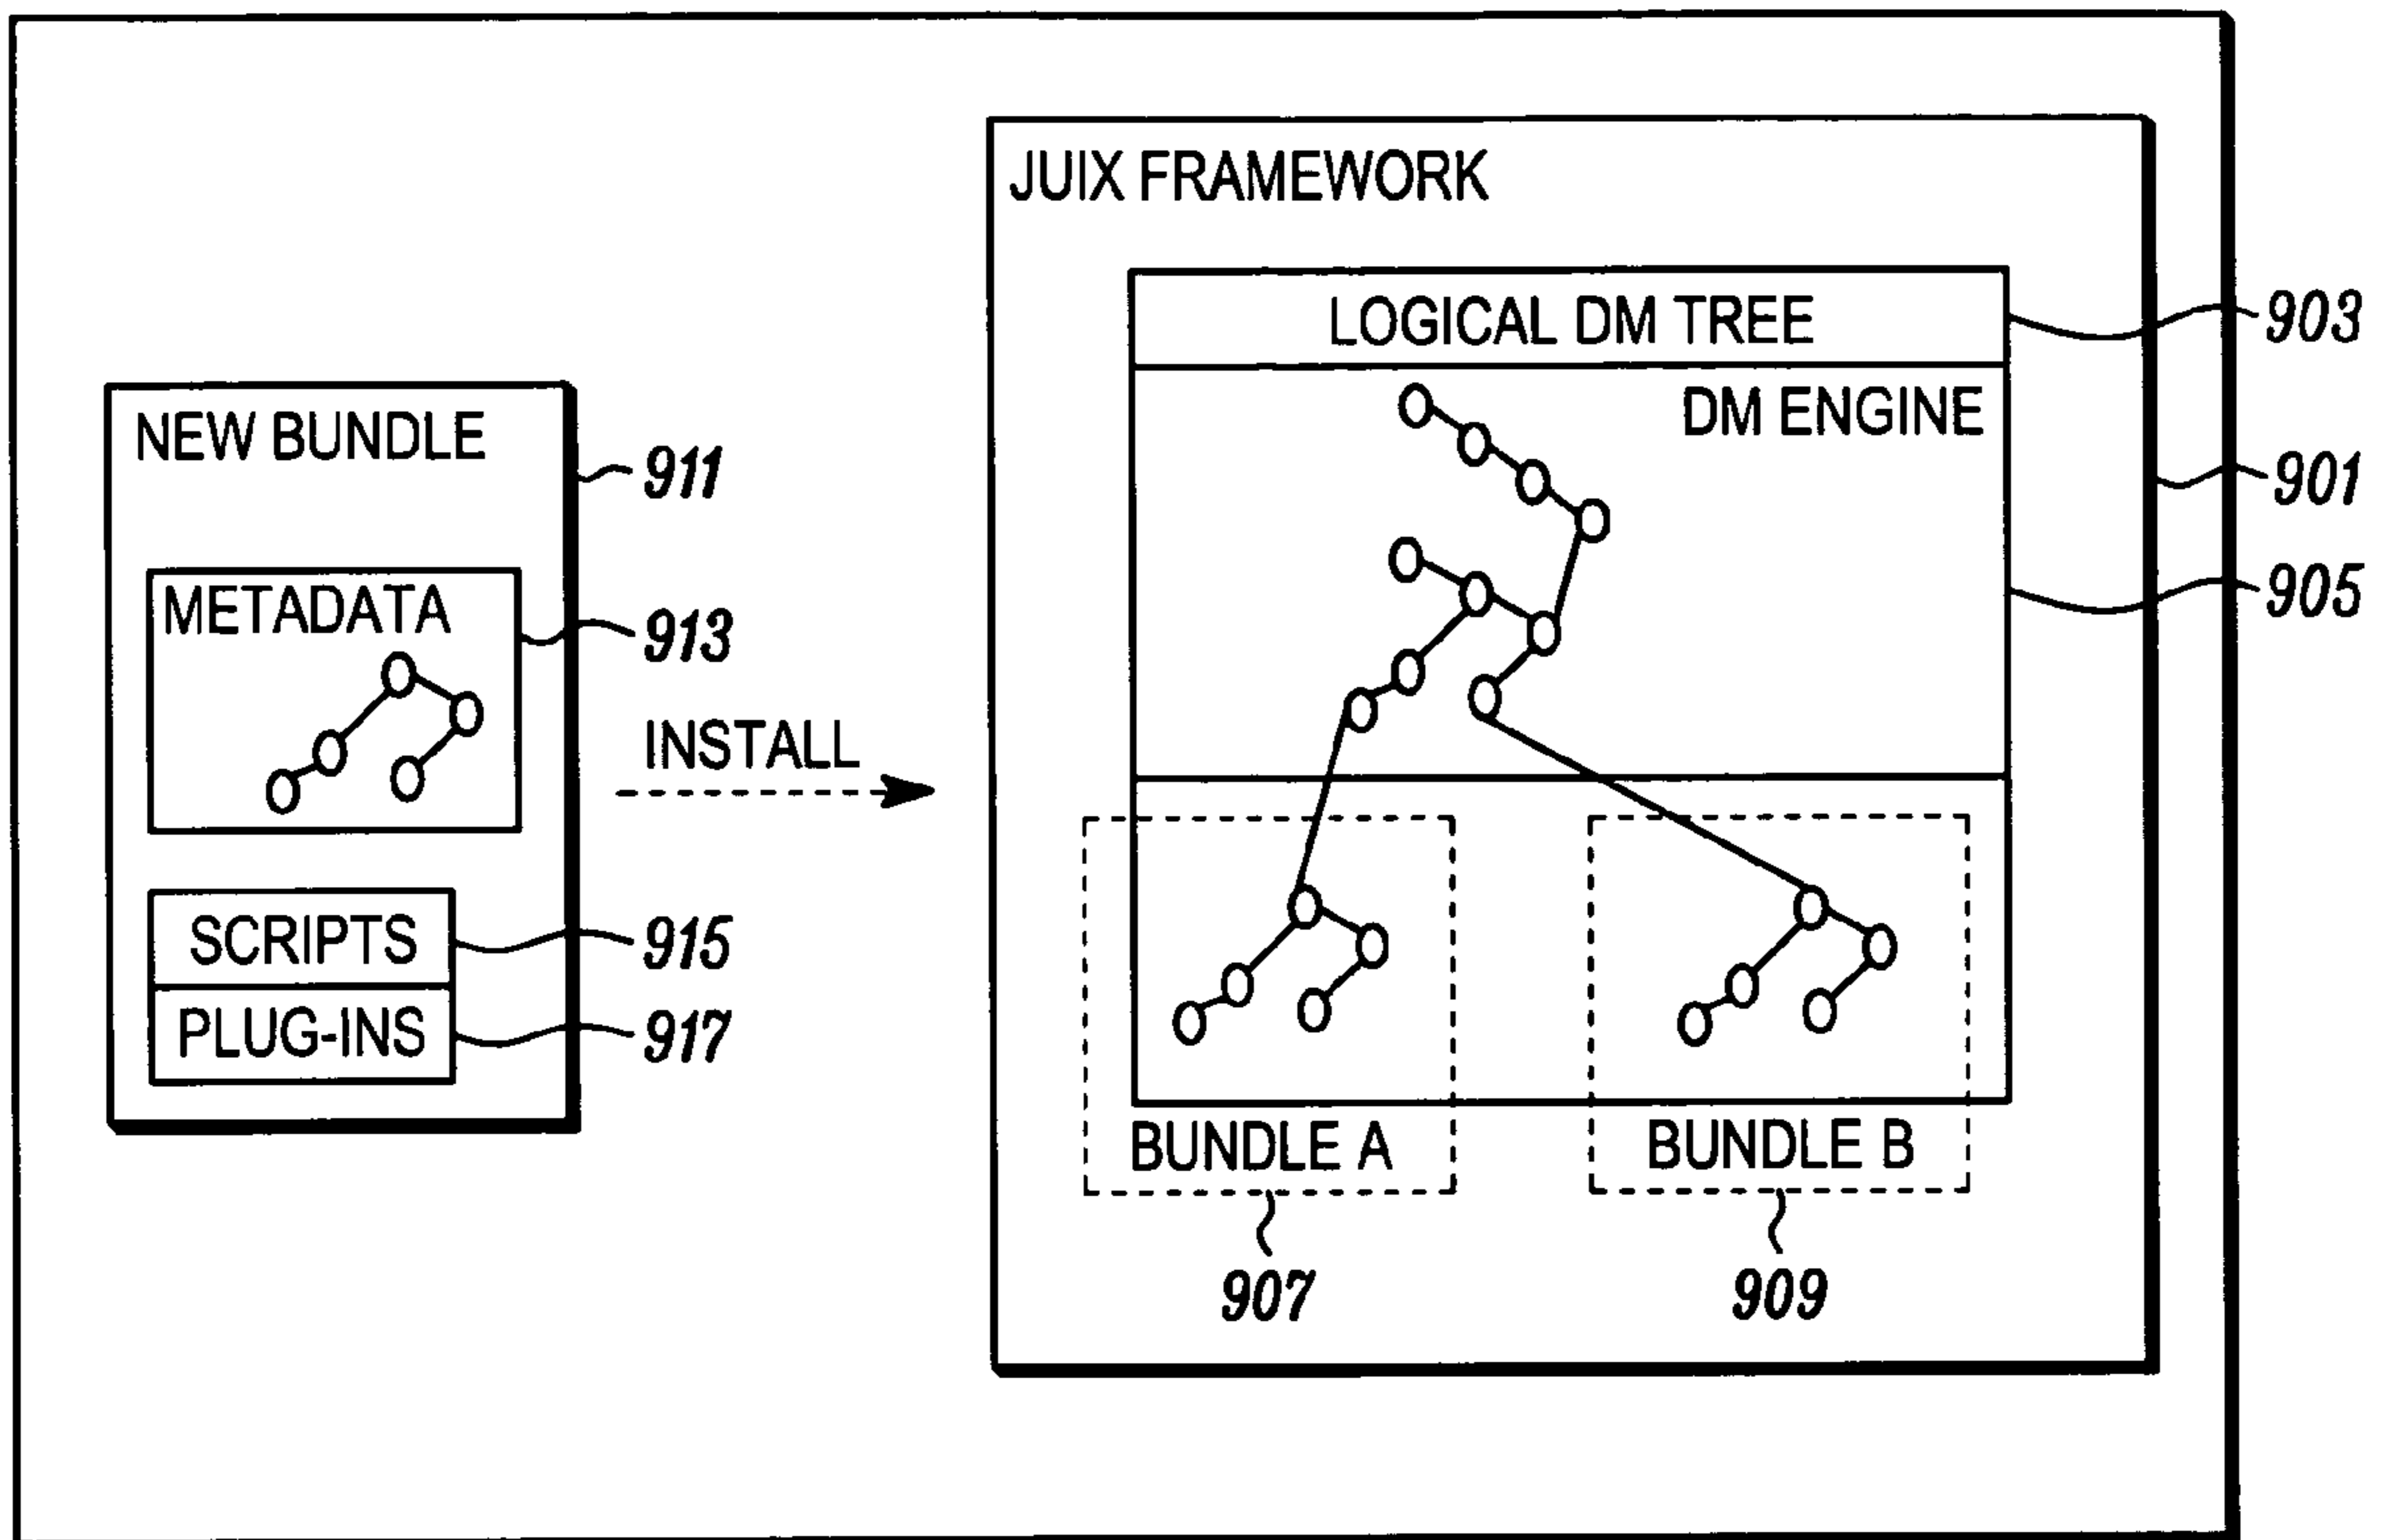 JUIX FRAMEWORK
LOGICAL DM TREE
903
DM ENGINE
NEW BUNDLE
911
901
METADATA
913
905
INSTALL
SCRIPTS
915
PLUG-INS
917
BUNDLE A
BUNDLE B
907
909